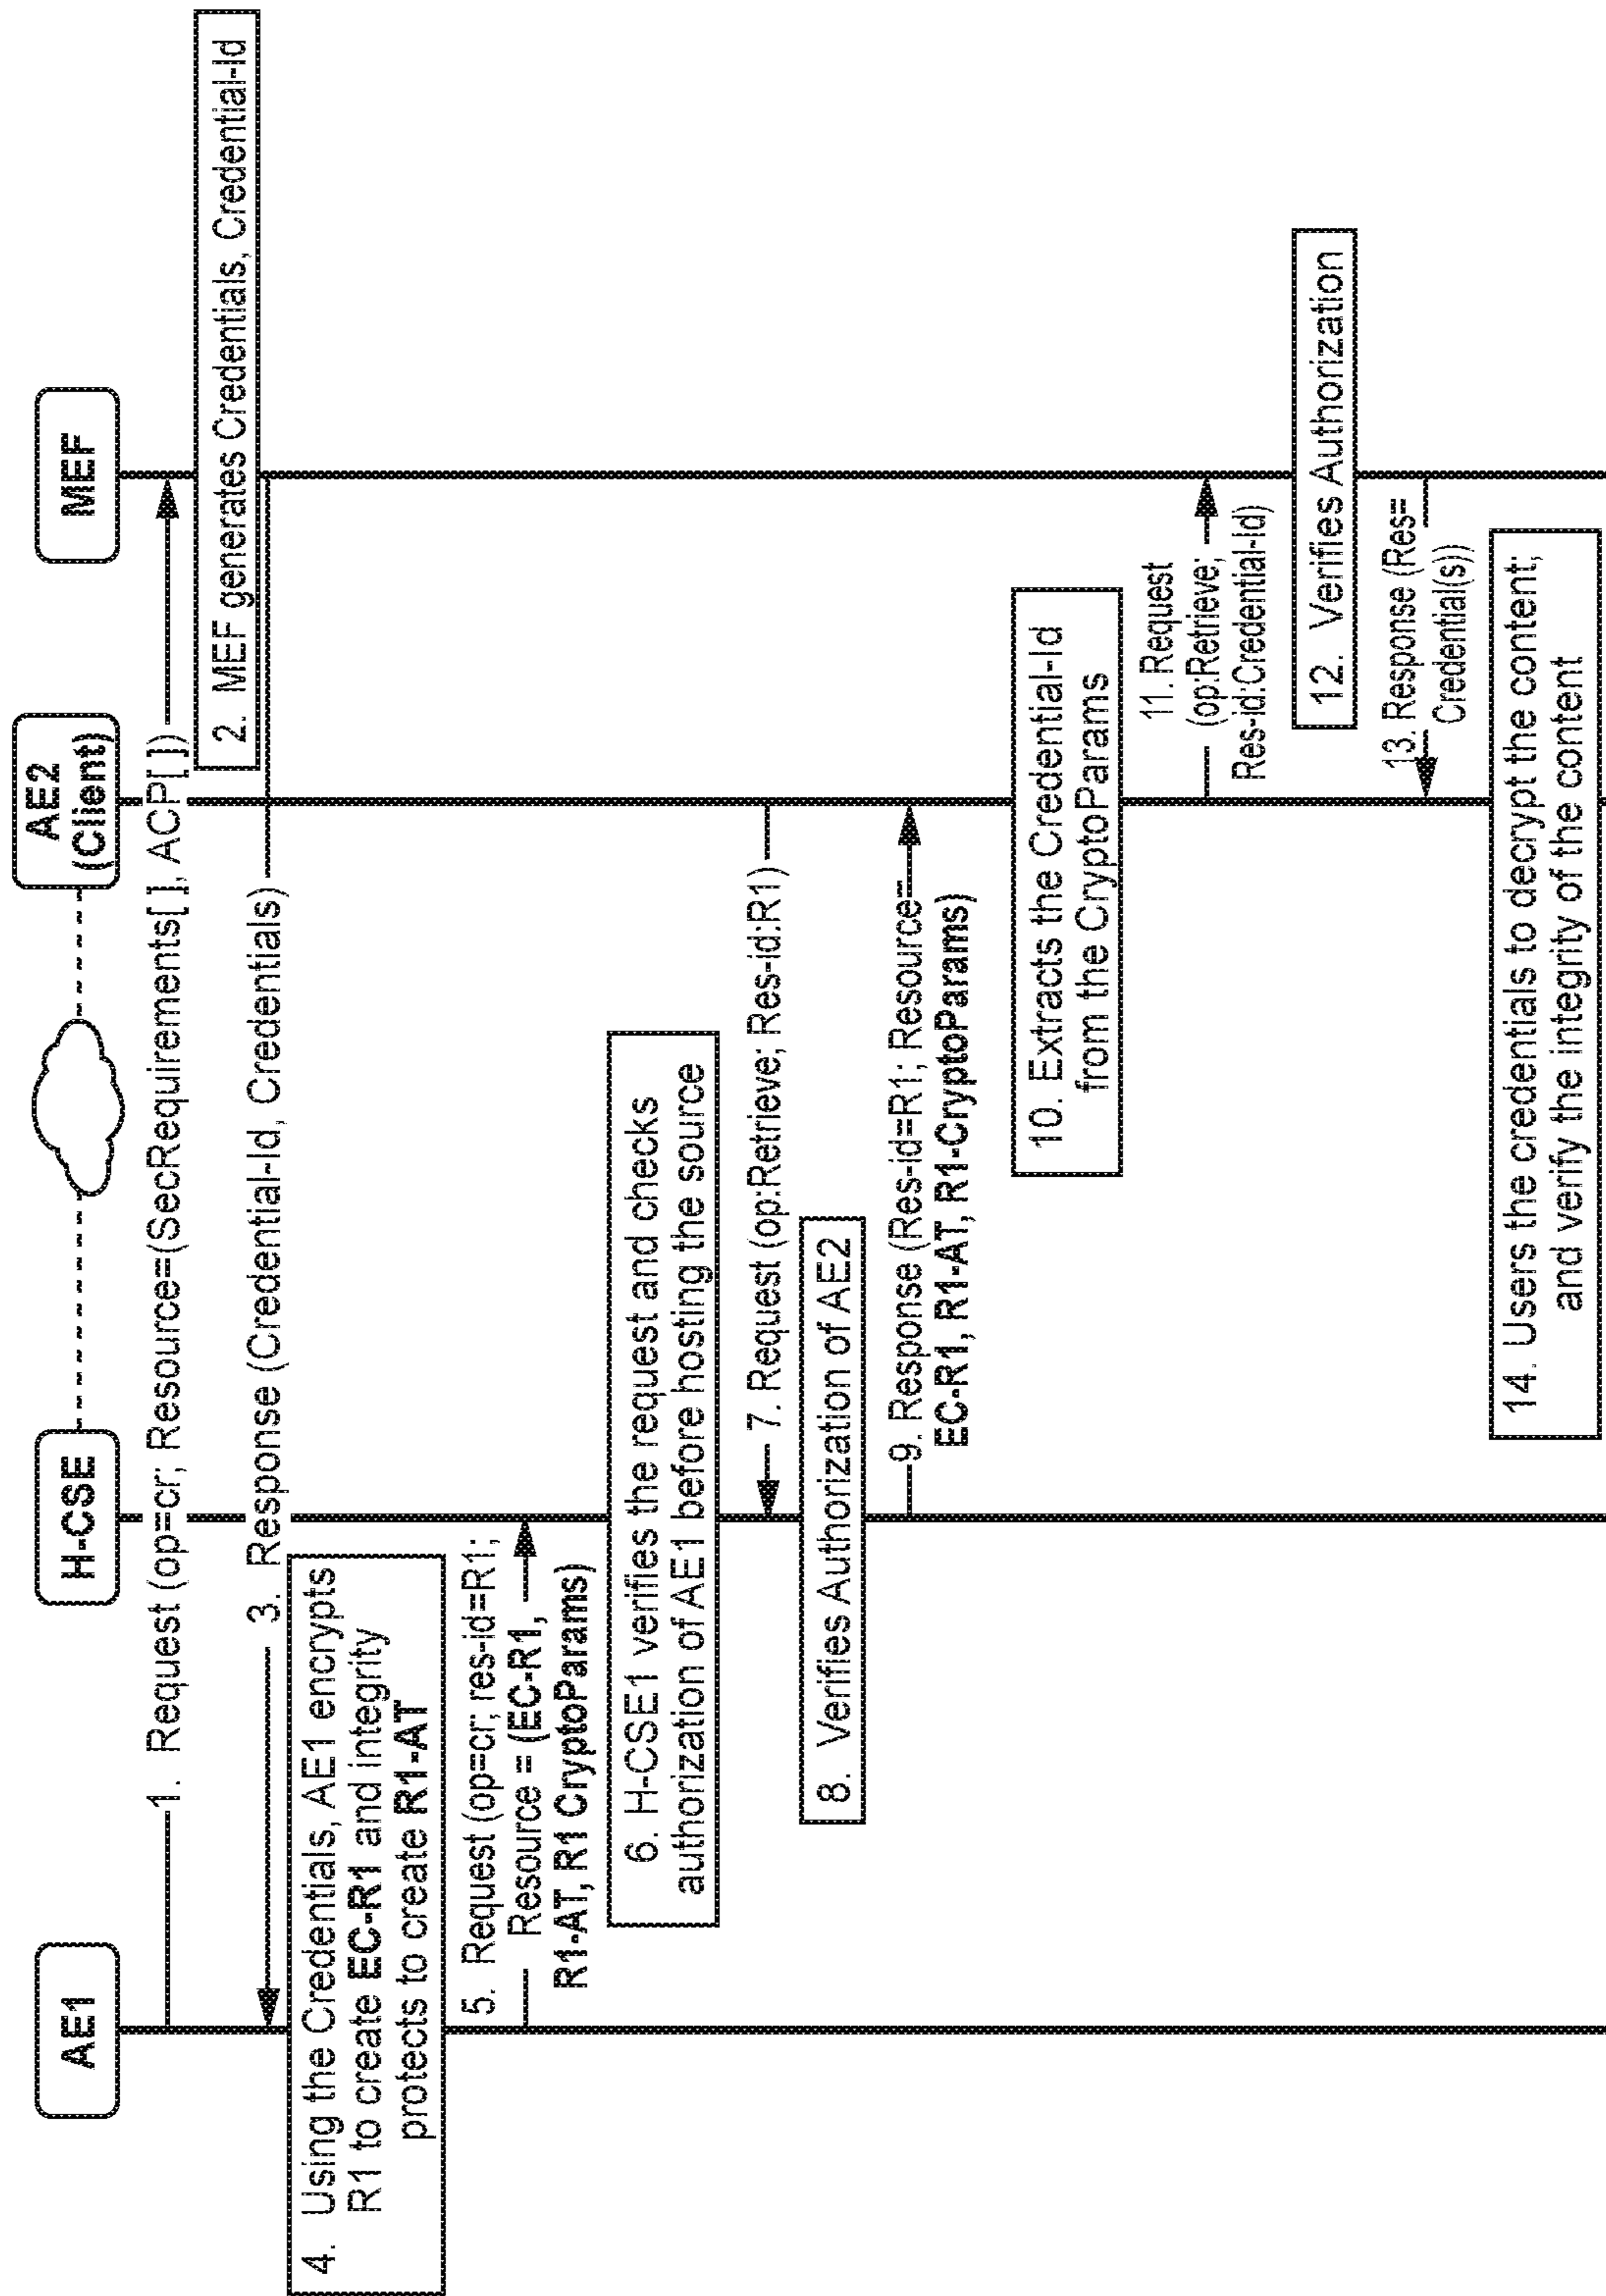 AE1
H-CSE
AE2
(Client)
MEF
1. Request (op=cr; Resource=(SecRequirements[ ], ACP[ ])
2. MEF generates Credentials, Credential-Id
3. Response (Credential-Id, Credentials)
4. Using the Credentials, AE1 encrypts
R1 to create EC-R1 and integrity
protects to create R1-AT
5. Request (op=cr; res-id=R1;
Resource = (EC-R1,
R1-AT, R1 CryptoParams)
6. H-CSE1 verifies the request and checks
authorization of AE1 before hosting the source
7. Request (op:Retrieve; Res-id:R1)
8. Verifies Authorization of AE2
9. Response (Res-id=R1; Resource=
EC-R1, R1-AT, R1-CryptoParams)
10. Extracts the Credential-Id
from the CryptoParams
11. Request
(op:Retrieve;
Res-id:Credential-Id)
12. Verifies Authorization
13. Response (Res=
Credential(s))
14. Users the credentials to decrypt the content;
and verify the integrity of the content